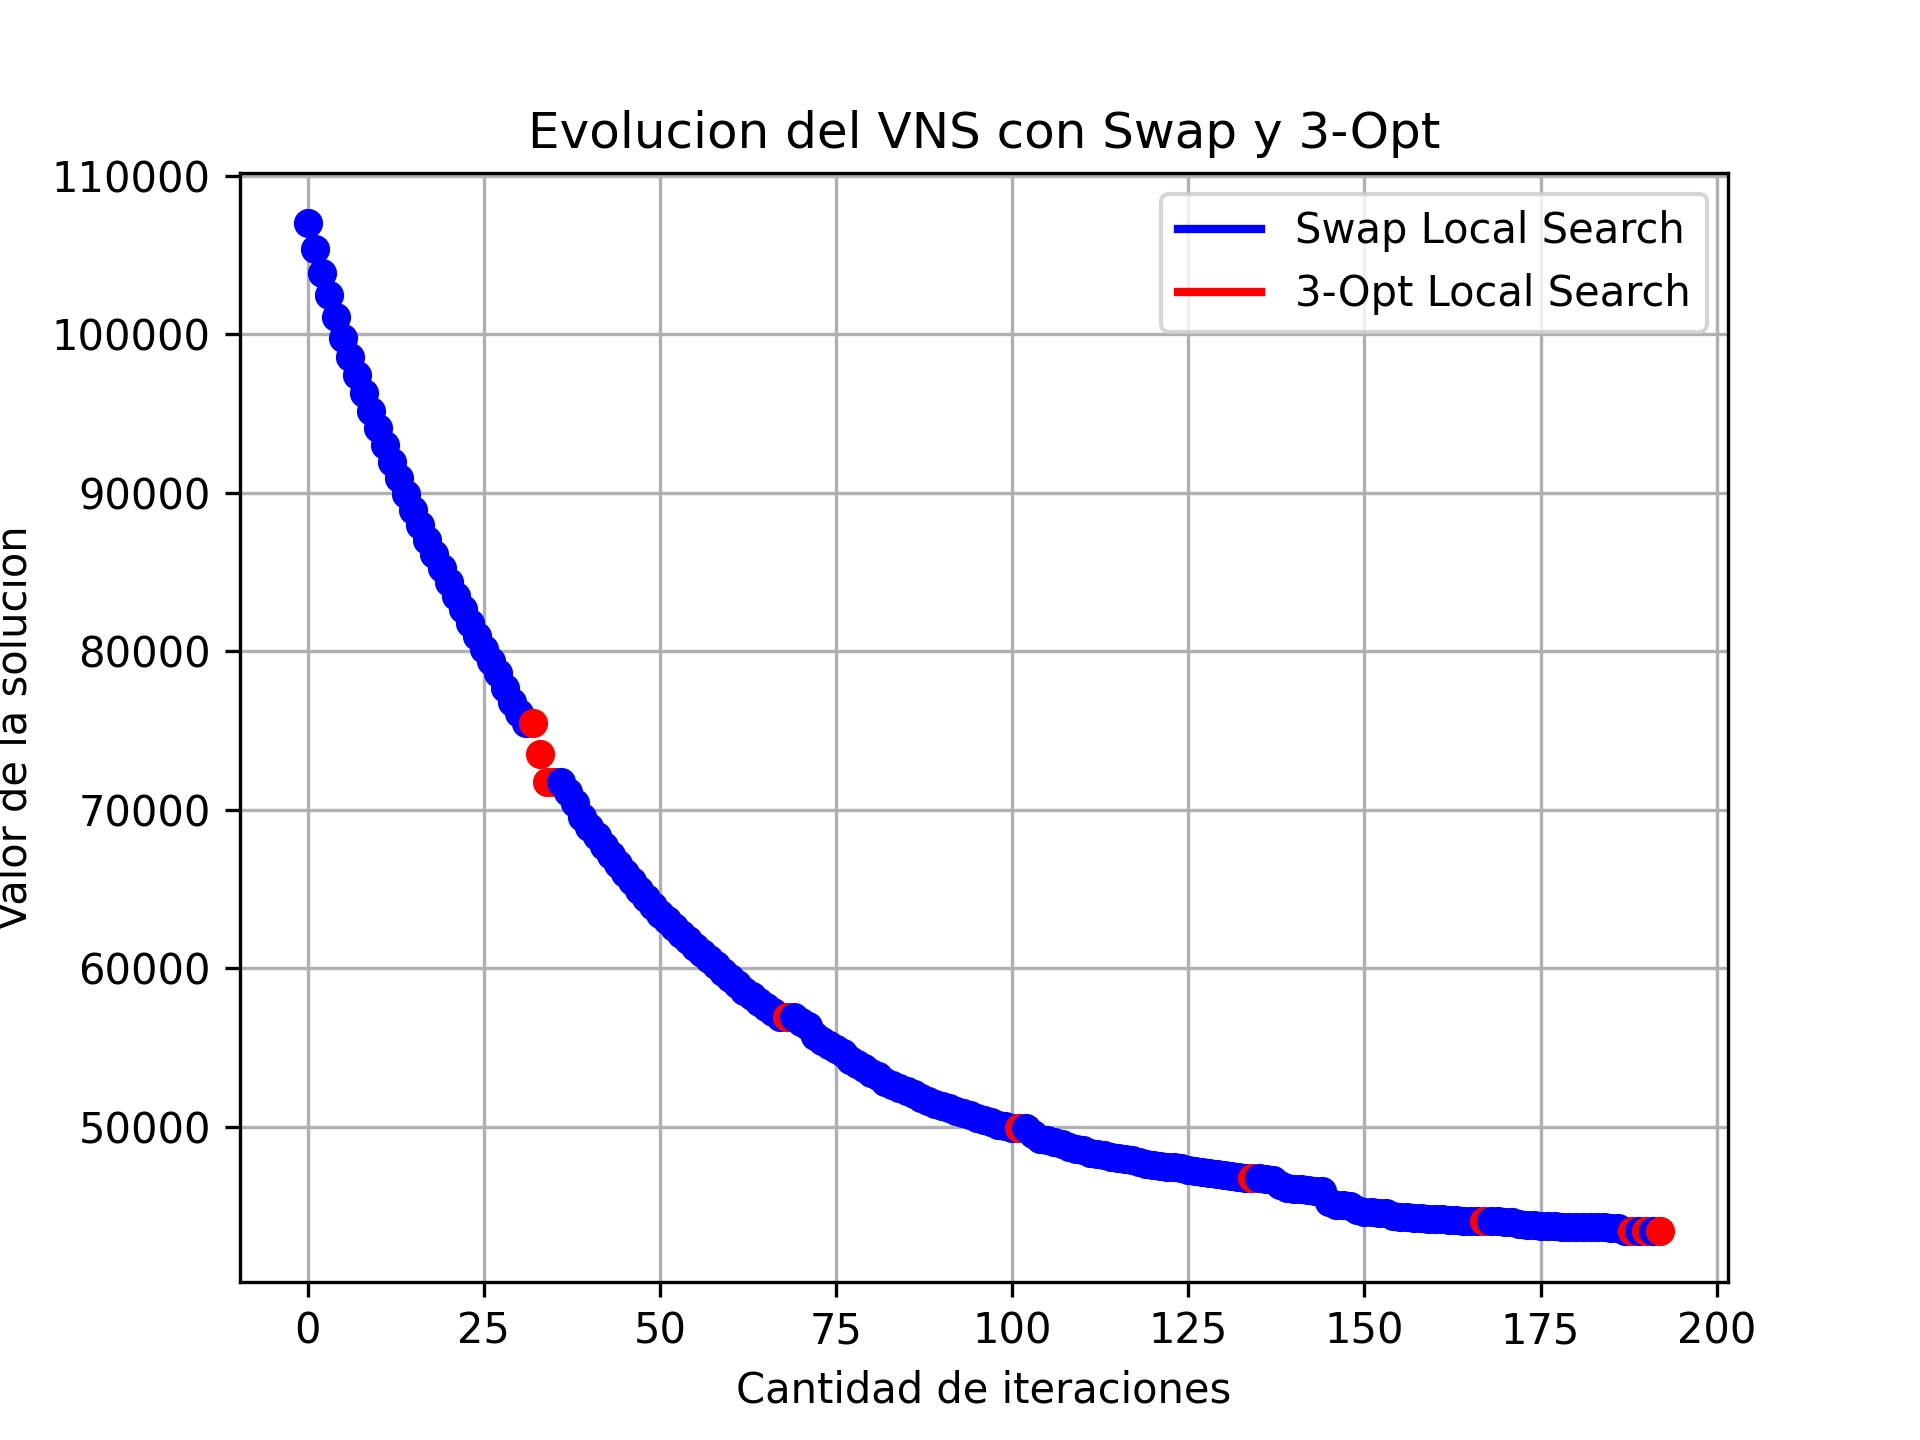 Evolucion del VNS con Swap y 3-Opt
110000
100000
90000
80000
70000
60000
50000
Valor de la solucion
Swap Local Search
3-Opt Local Search
0 25 50 75 100 125 150 175 200
Cantidad de iteraciones